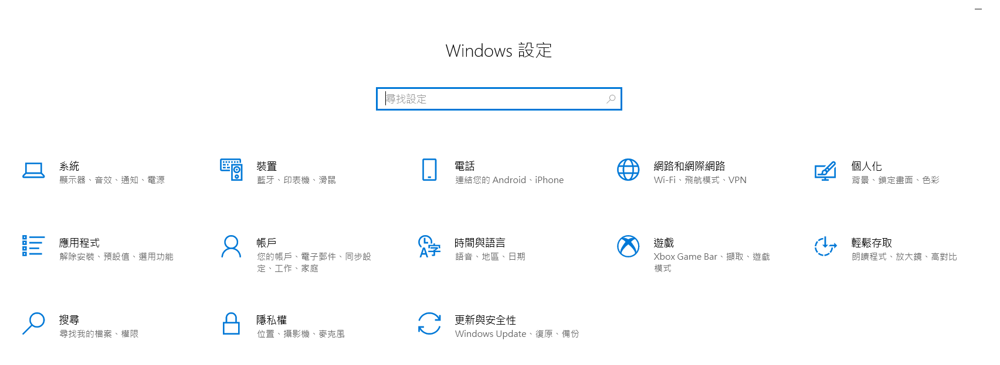 Windows 設定
尋找設定
系統
顯示器、音效、通知、電源
裝置
藍牙、印表機、滑鼠
電話
連結您的 Android、iPhone
網路和網際網路
Wi-Fi、飛航模式、VPN
個人化
背景、鎖定畫面、色彩
應用程式
解除安裝、預設值、選用功能
帳戶
您的帳戶、電子郵件、同步設
定、工作、家庭
時間與語言
語音、地區、日期
遊戲
Xbox Game Bar、擷取、遊戲
模式
輕鬆存取
朗讀程式、放大鏡、高對比
搜尋
尋找我的檔案、權限
隱私權
位置、攝影機、麥克風
更新與安全性
Windows Update、復原、備份